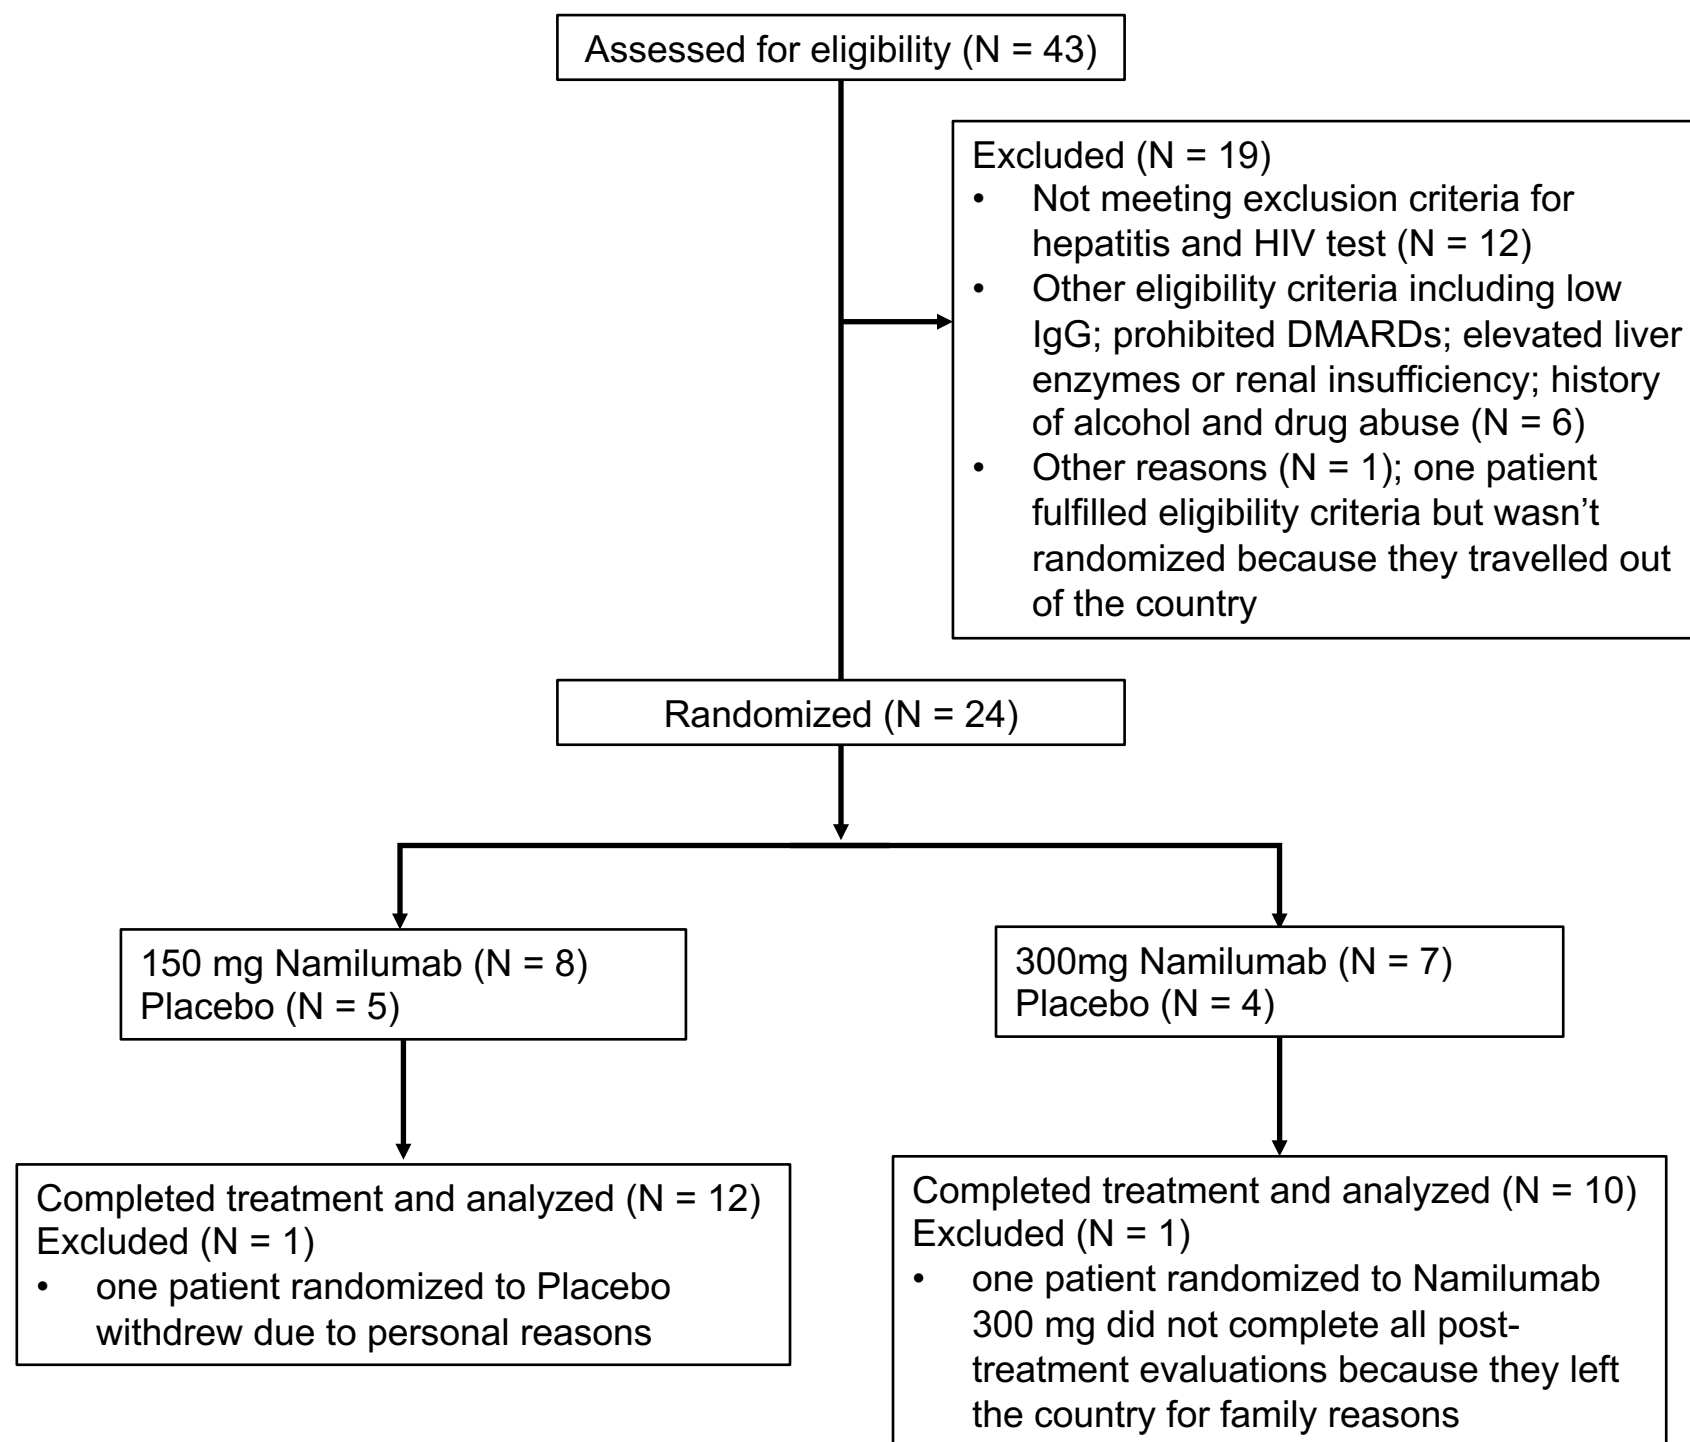 Assessed for eligibility (N = 43)
Excluded (N = 19)
• Not meeting exclusion criteria for
hepatitis and HIV test (N = 12)
• Other eligibility criteria including low
IgG; prohibited DMARDs; elevated liver
enzymes or renal insufficiency; history
of alcohol and drug abuse (N = 6)
• Other reasons (N = 1); one patient
fulfilled eligibility criteria but wasn’t
randomized because they travelled out
of the country
Randomized (N = 24)
150 mg Namilumab (N = 8)
Placebo (N = 5)
300mg Namilumab (N = 7)
Placebo (N = 4)
Completed treatment and analyzed (N = 12)
Excluded (N = 1)
• one patient randomized to Placebo
withdrew due to personal reasons
Completed treatment and analyzed (N = 10)
Excluded (N = 1)
• one patient randomized to Namilumab
300 mg did not complete all post-
treatment evaluations because they left
the country for family reasons